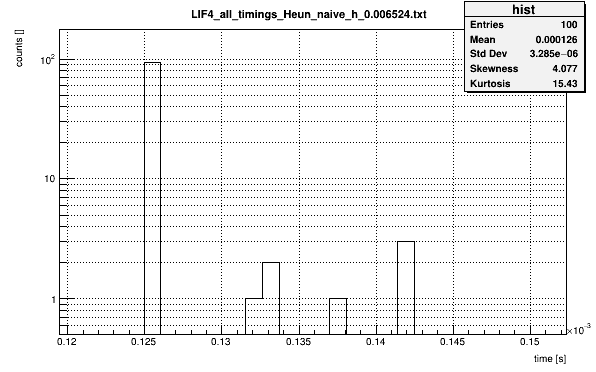 LIF4_all_timings_Heun_naive_h_0.006524.txt
hist
Entries 100
Mean 0.000126
Std Dev 3.285e−06
Skewness 4.077
Kurtosis 15.43
counts []
10²
10
1
0.12 0.125 0.13 0.135 0.14 0.145 0.15
×10⁻³
time [s]